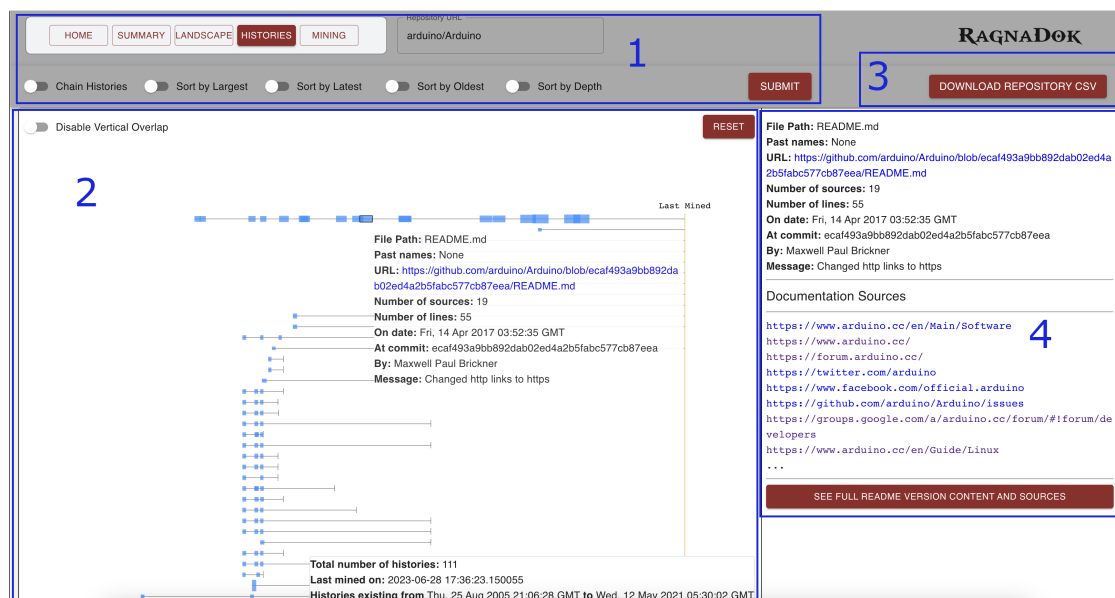 Repository URL
HOME SUMMARY LANDSCAPE HISTORIES MINING
arduino/Arduino
1
RAGNADOK
3
Chain Histories Sort by Largest Sort by Latest Sort by Oldest Sort by Depth
SUBMIT
DOWNLOAD REPOSITORY CSV
Disable Vertical Overlap
RESET
2
Last Mined
File Path: README.md
Past names: None
URL: https://github.com/arduino/Arduino/blob/ecaf493a9bb892da
b02ed4a2b5fabc577cb87eea/README.md
Number of sources: 19
Number of lines: 55
On date: Fri, 14 Apr 2017 03:52:35 GMT
At commit: ecaf493a9bb892dab02ed4a2b5fabc577cb87eea
By: Maxwell Paul Brickner
Message: Changed http links to https
Total number of histories: 111
Last mined on: 2023-06-28 17:36:23.150055
Histories existing from Thu, 25 Aug 2005 21:06:28 GMT to Wed, 12 May 2021 05:30:02 GMT
File Path: README.md
Past names: None
URL: https://github.com/arduino/Arduino/blob/ecaf493a9bb892dab02ed4a
2b5fabc577cb87eea/README.md
Number of sources: 19
Number of lines: 55
On date: Fri, 14 Apr 2017 03:52:35 GMT
At commit: ecaf493a9bb892dab02ed4a2b5fabc577cb87eea
By: Maxwell Paul Brickner
Message: Changed http links to https
Documentation Sources
4
https://www.arduino.cc/en/Main/Software
https://www.arduino.cc/
https://forum.arduino.cc/
https://twitter.com/arduino
https://www.facebook.com/official.arduino
https://github.com/arduino/Arduino/issues
https://groups.google.com/a/arduino.cc/forum/#!forum/de
velopers
https://www.arduino.cc/en/Guide/Linux
...
SEE FULL README VERSION CONTENT AND SOURCES